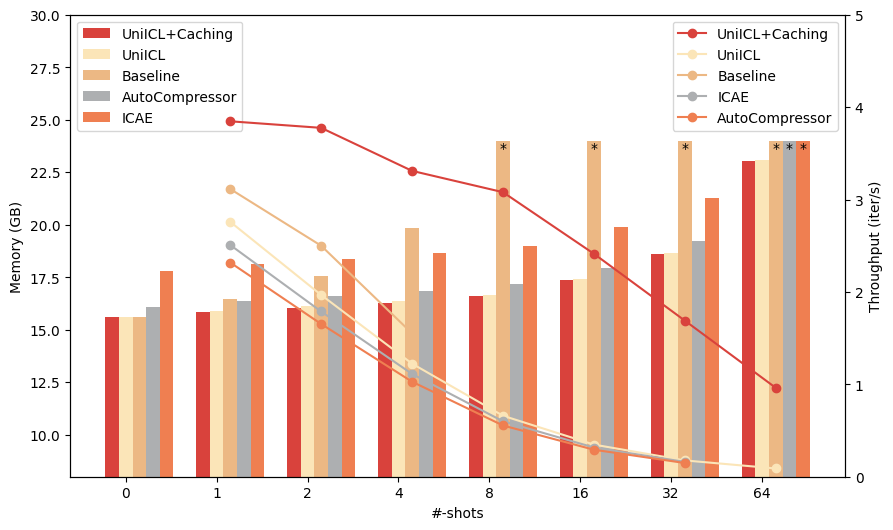 30.0
27.5
25.0
22.5
20.0
17.5
15.0
12.5
10.0
Memory (GB)
UniICL+Caching
UniICL
Baseline
AutoCompressor
ICAE
UniICL+Caching
UniICL
Baseline
ICAE
AutoCompressor
* * * * * *
5
4
3
2
1
0
Throughput (iter/s)
0 1 2 4 8 16 32 64
#-shots